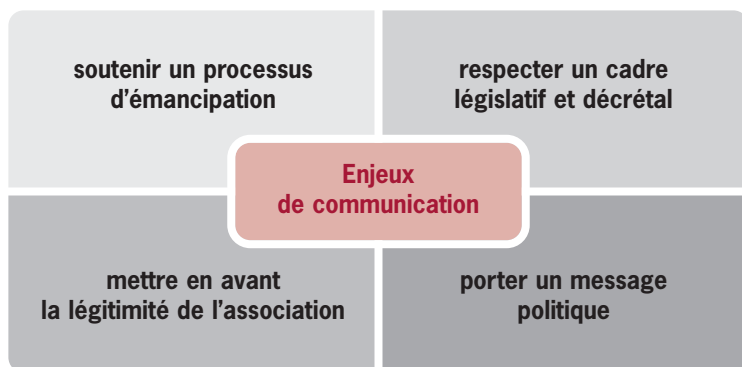 soutenir un processus
d’émancipation
respecter un cadre
législatif et décrétal
Enjeux
de communication
mettre en avant
la légitimité de l’association
porter un message
politique